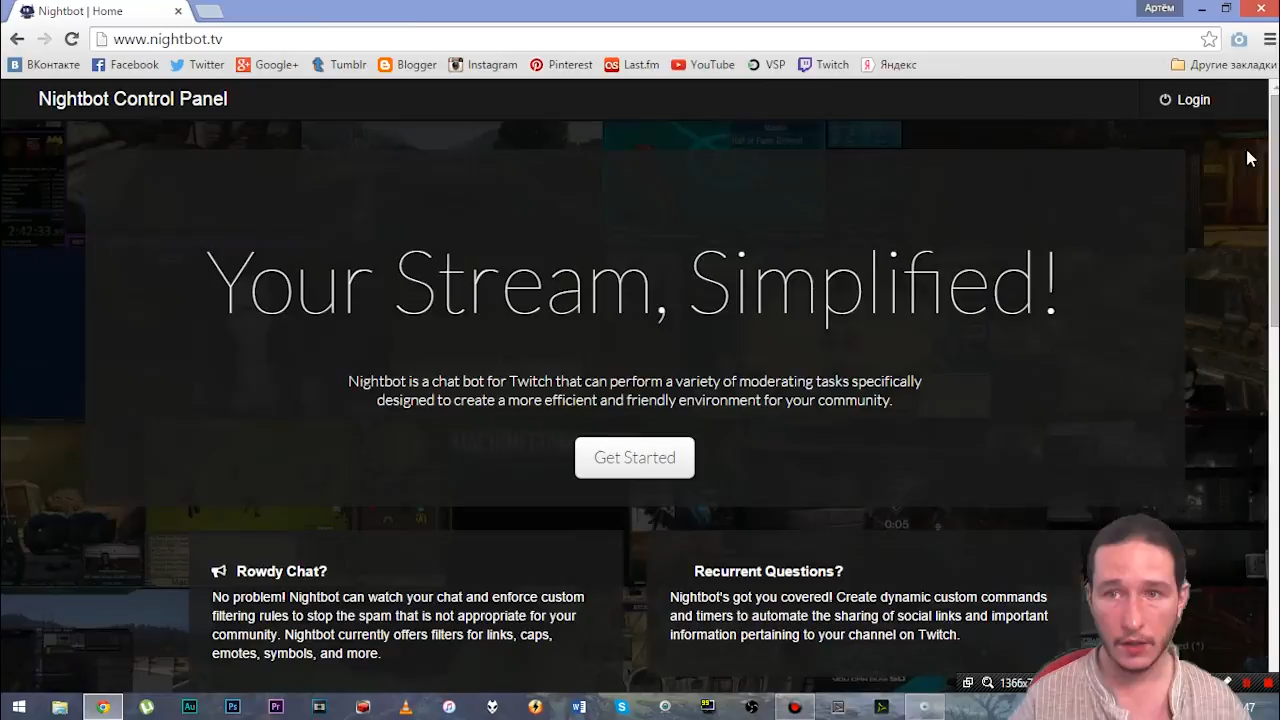 Nightbot | Home
Артём
www.nightbot.tv
ВКонтакте Facebook Twitter Google+ Tumblr Blogger Instagram Pinterest Last.fm YouTube VSP Twitch Яндекс Другие закладки
Nightbot Control Panel
Login
2:42:33
Your Stream, Simplified!
Nightbot is a chat bot for Twitch that can perform a variety of moderating tasks specifically
designed to create a more efficient and friendly environment for your community.
Get Started
0:05
Rowdy Chat?
No problem! Nightbot can watch your chat and enforce custom
filtering rules to stop the spam that is not appropriate for your
community. Nightbot currently offers filters for links, caps,
emotes, symbols, and more.
Recurrent Questions?
Nightbot's got you covered! Create dynamic custom commands
and timers to automate the sharing of social links and important
information pertaining to your channel on Twitch.